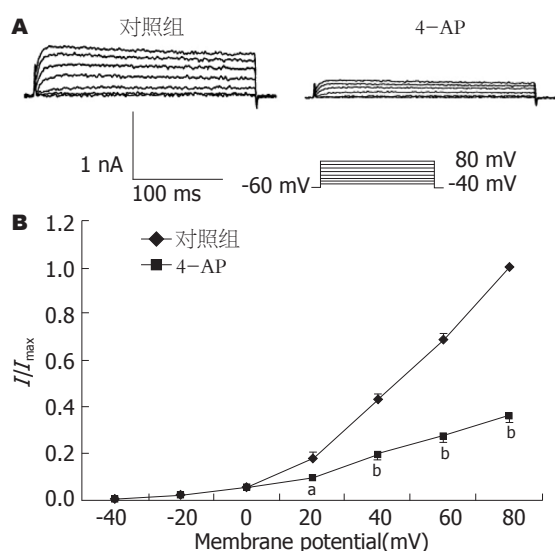 A
对照组
4-AP
1 nA
100 ms
80 mV
-60 mV
-40 mV
B
1.2
对照组
4-AP
1.0
0.8
0.6
0.4
0.2
0.0
I/Imax
a
b
b
b
-40
-20
0
20
40
60
80
Membrane potential(mV)